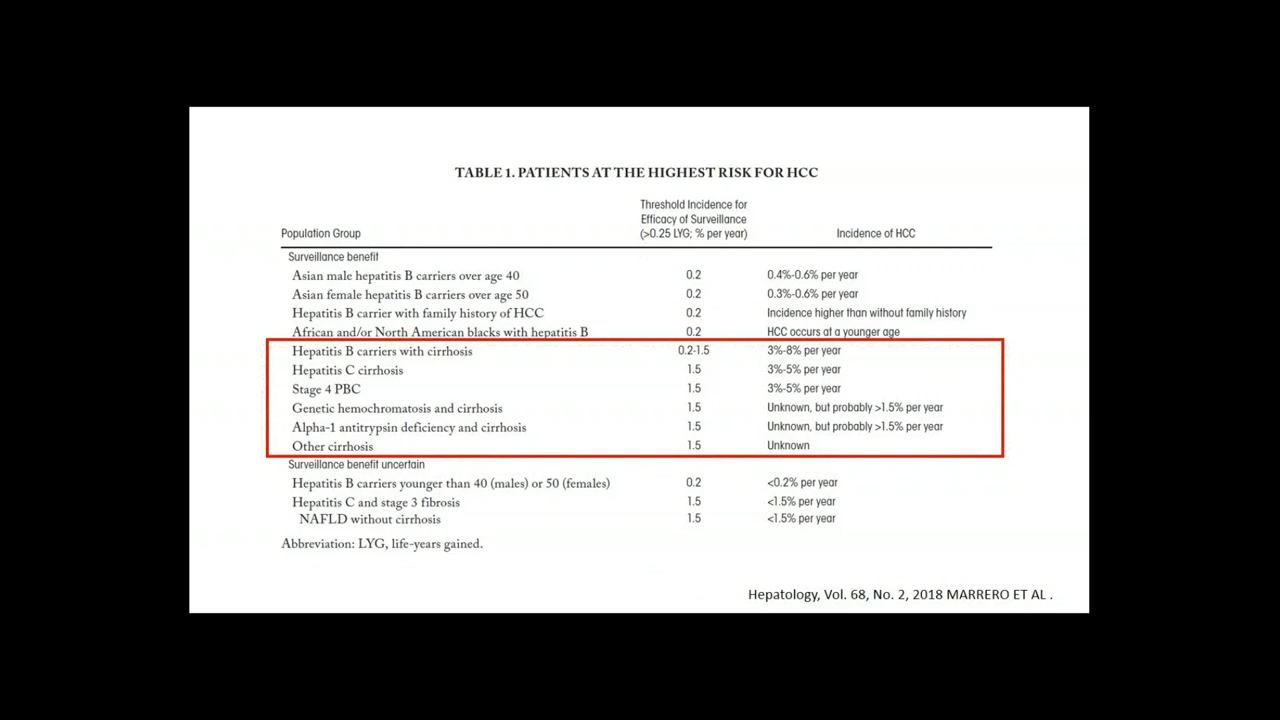 TABLE 1. PATIENTS AT THE HIGHEST RISK FOR HCC
Population Group
Threshold Incidence for
Efficacy of Surveillance
(>0.25 LYG; % per year)
Incidence of HCC
Surveillance benefit
Asian male hepatitis B carriers over age 40 0.2 0.4%-0.6% per year
Asian female hepatitis B carriers over age 50 0.2 0.3%-0.6% per year
Hepatitis B carrier with family history of HCC 0.2 Incidence higher than without family history
African and/or North American blacks with hepatitis B 0.2 HCC occurs at a younger age
Hepatitis B carriers with cirrhosis 0.2-1.5 3%-8% per year
Hepatitis C cirrhosis 1.5 3%-5% per year
Stage 4 PBC 1.5 3%-5% per year
Genetic hemochromatosis and cirrhosis 1.5 Unknown, but probably >1.5% per year
Alpha-1 antitrypsin deficiency and cirrhosis 1.5 Unknown, but probably >1.5% per year
Other cirrhosis 1.5 Unknown
Surveillance benefit uncertain
Hepatitis B carriers younger than 40 (males) or 50 (females) 0.2 <0.2% per year
Hepatitis C and stage 3 fibrosis 1.5 <1.5% per year
NAFLD without cirrhosis 1.5 <1.5% per year
Abbreviation: LYG, life-years gained.
Hepatology, Vol. 68, No. 2, 2018 MARRERO ET AL .